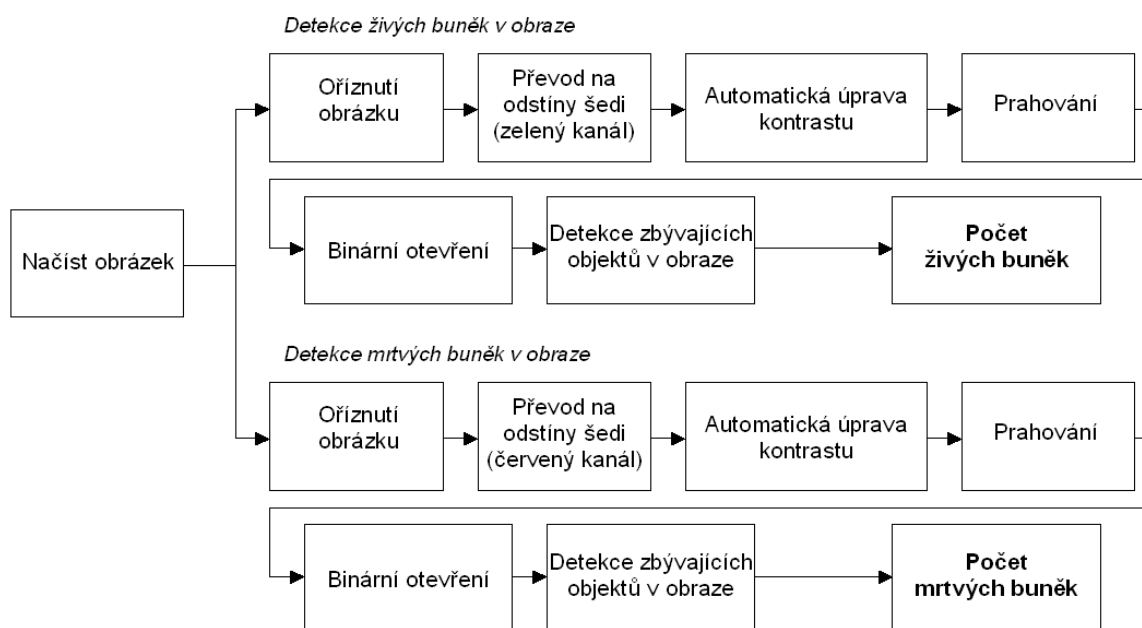 Detekce živých buněk v obraze
Oříznutí
obrázku
Převod na
odstíny šedi
(zelený kanál)
Automatická úprava
kontrastu
Prahování
Načíst obrázek
Binární otevření
Detekce zbývajících
objektů v obraze
Počet
živých buněk
Detekce mrtvých buněk v obraze
Oříznutí
obrázku
Převod na
odstíny šedi
(červený kanál)
Automatická úprava
kontrastu
Prahování
Binární otevření
Detekce zbývajících
objektů v obraze
Počet
mrtvých buněk